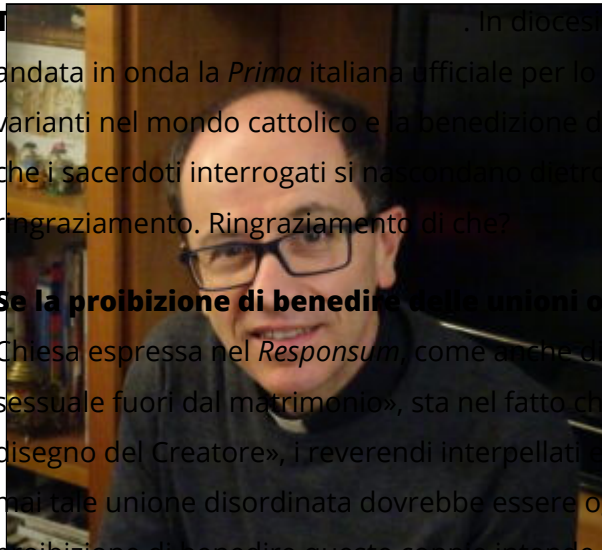 . In diocesi
andata in onda la Prima italiana ufficiale per lo
varianti nel mondo cattolico e la benedizione d
che i sacerdoti interrogati si nascondano dietro
ringraziamento. Ringraziamento di che?
Se la proibizione di benedire delle unioni o
Chiesa espressa nel Responsum, come anche di
sessuale fuori dal matrimonio», sta nel fatto ch
disegno del Creatore», i reverendi interpellati e
mai tale unione disordinata dovrebbe essere o